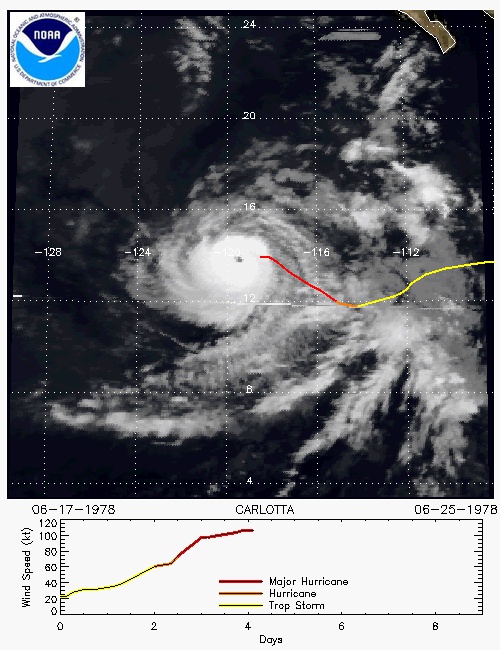 NATIONAL OCEANIC AND ATMOSPHERIC ADMINISTRATION
NOAA
U.S. DEPARTMENT OF COMMERCE
24
20
16
-128 -124 -120 -116 -112
12
8
4
06-17-1978 CARLOTTA 06-25-1978
Wind Speed (kt)
120
100
80
60
40
20
0
Major Hurricane
Hurricane
Trop Storm
0 2 4 6 8
Days